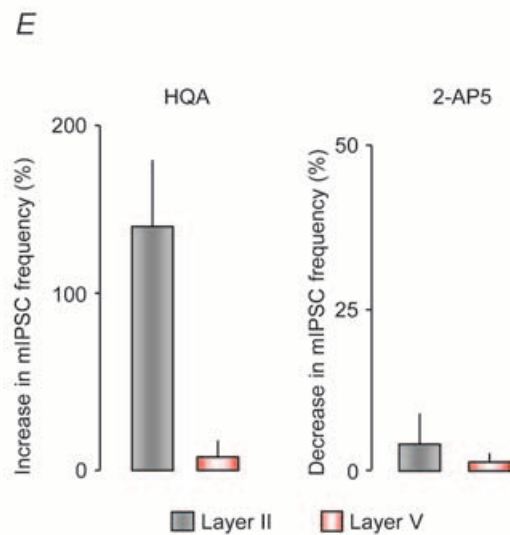 E
HQA
2-AP5
Increase in mIPSC frequency (%)
200
100
0
Decrease in mIPSC frequency (%)
50
25
0
Layer II
Layer V